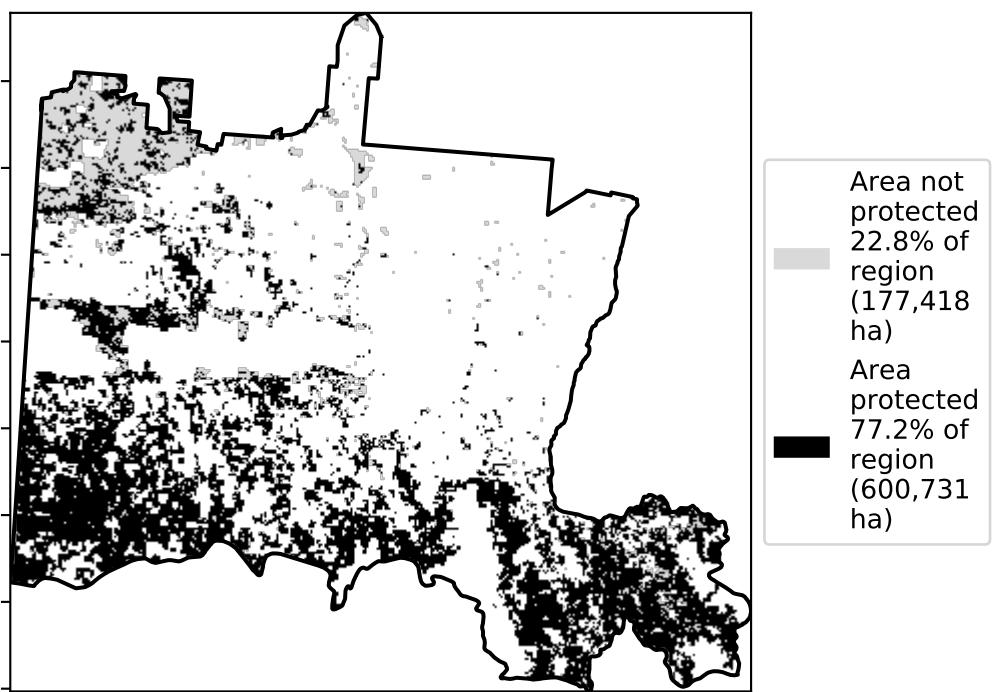 Area not
protected
22.8% of
region
(177,418
ha)
Area
protected
77.2% of
region
(600,731
ha)